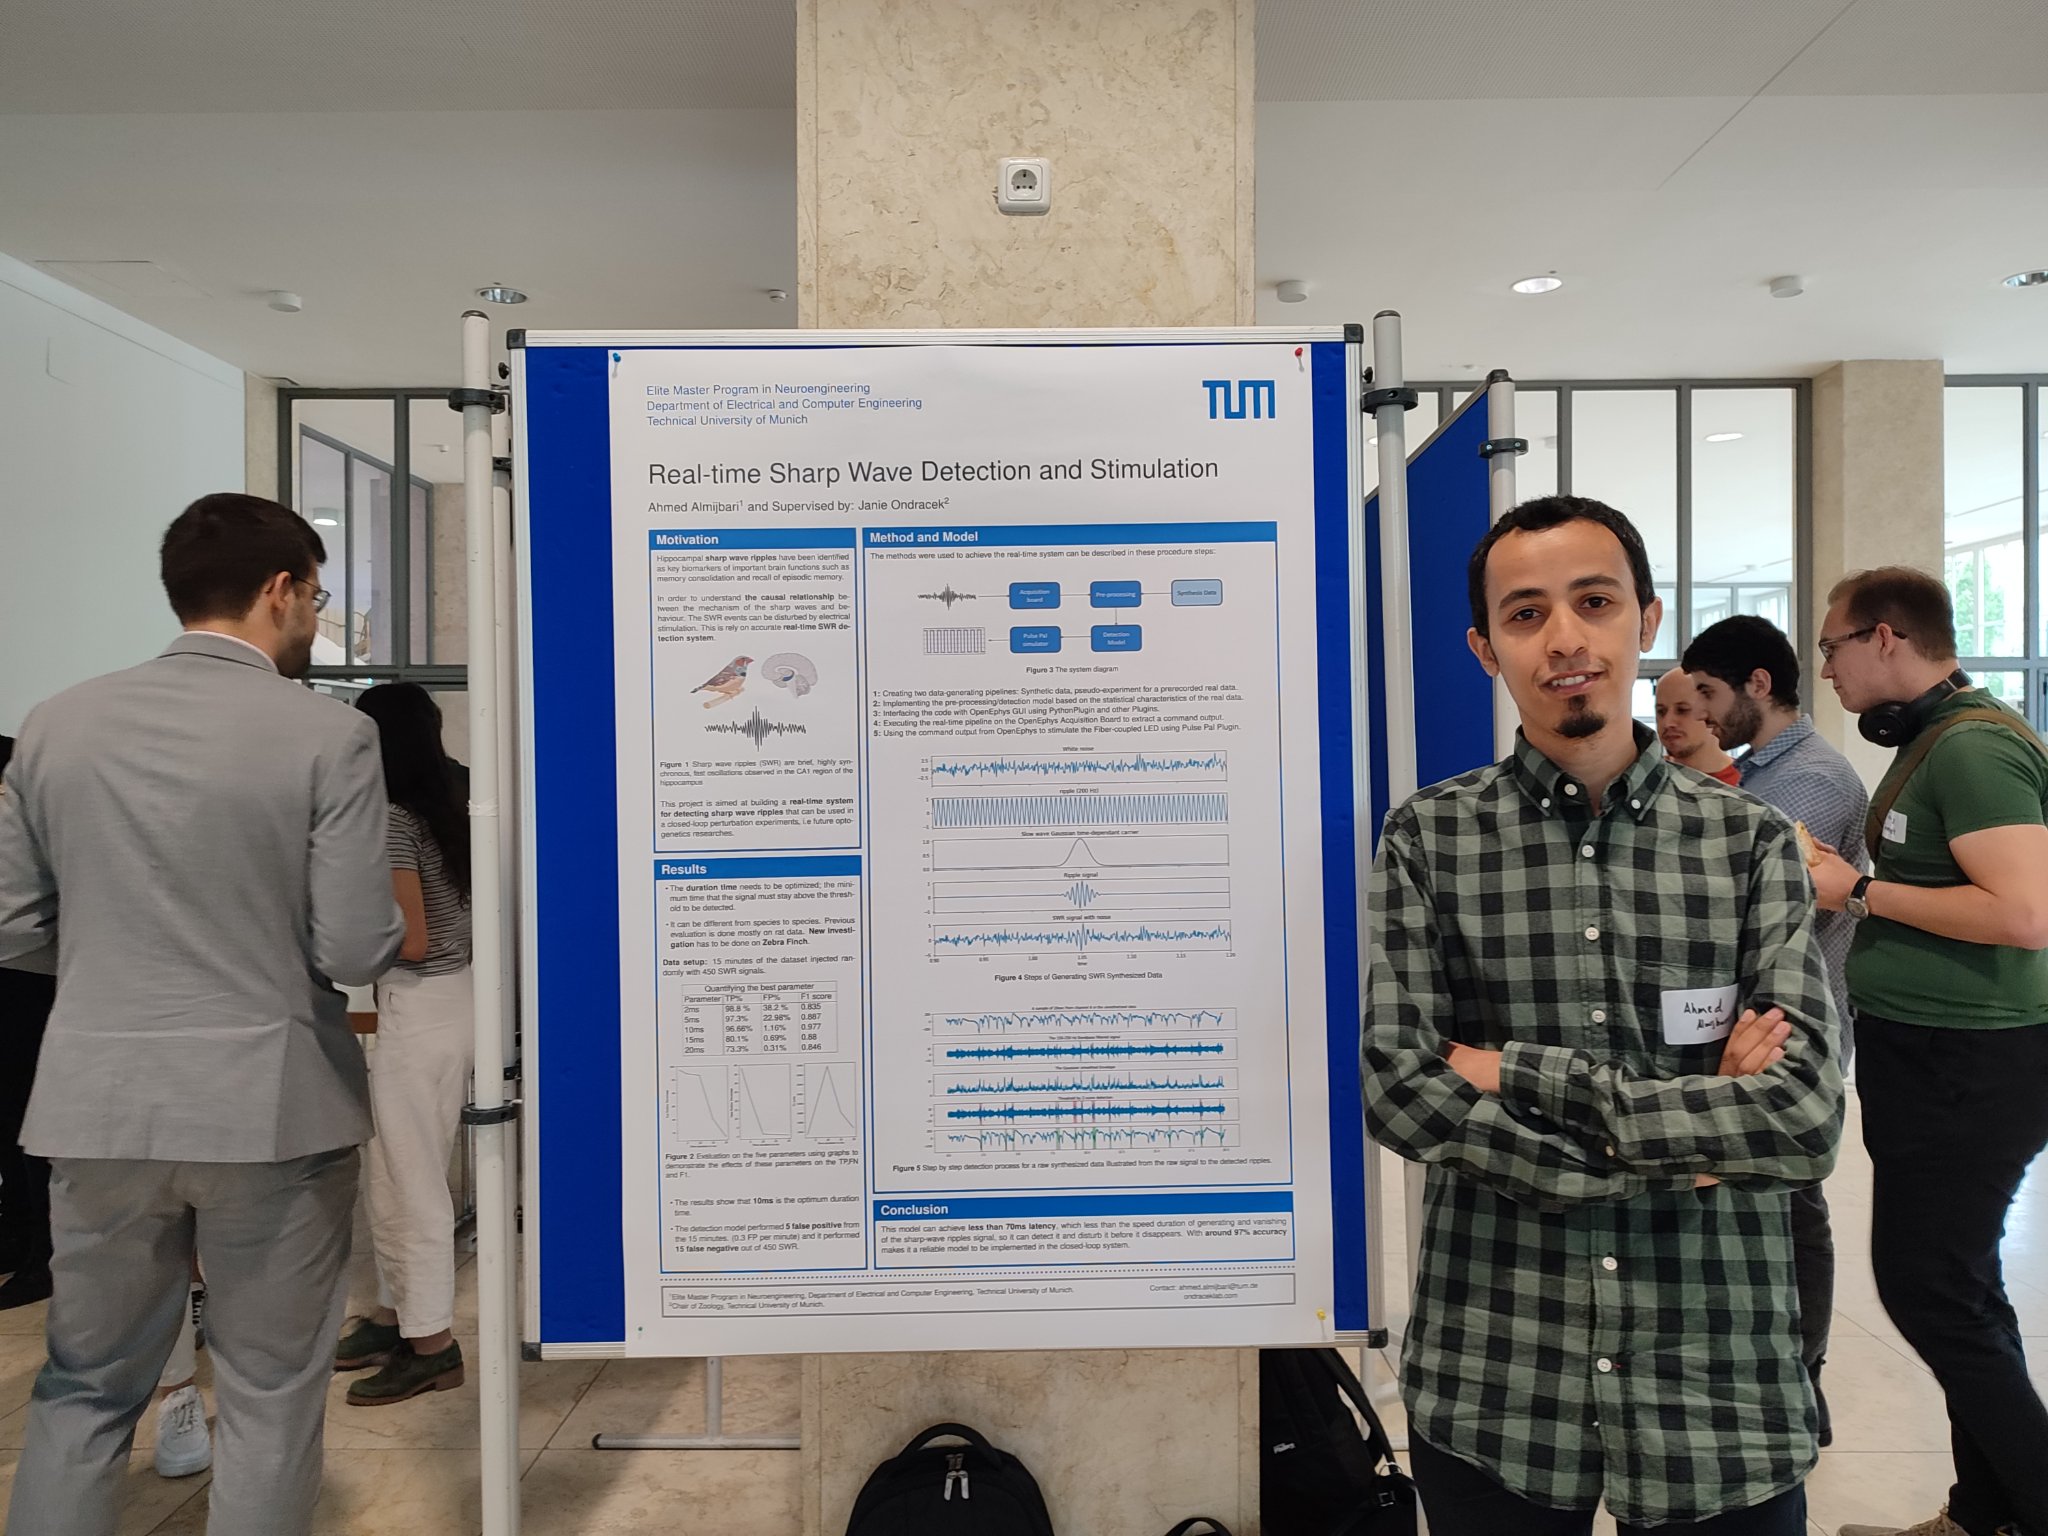 Elite Master Program in Neuroengineering
Department of Electrical and Computer Engineering
Technical University of Munich
TUM
Real-time Sharp Wave Detection and Stimulation
Ahmed Almijbari¹ and Supervised by: Janie Ondracek²
Motivation
Hippocampal sharp wave ripples have been identified
as key biomarkers of important brain functions such as
memory consolidation and recall of episodic memory.
In order to understand the causal relationship be-
tween the mechanism of the sharp waves and be-
haviour. The SWR events can be disturbed by electrical
stimulation. This is rely on accurate real-time SWR de-
tection system.
Figure 1 Sharp wave ripples (SWR) are brief, highly syn-
chronous, fast oscillations observed in the CA1 region of the
hippocampus
This project is aimed at building a real-time system
for detecting sharp wave ripples that can be used in
a closed-loop perturbation experiments, i.e future opto-
genetics researches.
Results
• The duration time needs to be optimized; the mini-
mum time that the signal must stay above the thresh-
old to be detected.
• It can be different from species to species. Previous
evaluation is done mostly on rat data. New investi-
gation has to be done on Zebra Finch.
Data setup: 15 minutes of the dataset injected ran-
domly with 450 SWR signals.
Quantifying the best parameter
Parameter TP% FP% F1 score
2ms 98.8 % 38.2 % 0.835
5ms 97.3% 22.98% 0.887
10ms 96.66% 1.16% 0.977
15ms 80.1% 0.69% 0.88
20ms 73.3% 0.31% 0.846
Figure 2 Evaluation on the five parameters using graphs to
demonstrate the effects of these parameters on the TP,FN
and F1.
• The results show that 10ms is the optimum duration
time.
• The detection model performed 5 false positive from
the 15 minutes. (0.3 FP per minute) and it performed
15 false negative out of 450 SWR.
Method and Model
The methods were used to achieve the real-time system can be described in these procedure steps:
Acquisition board
Pre-processing
Synthesis Data
Pulse Pal simulator
Detection Model
Figure 3 The system diagram
1: Creating two data-generating pipelines: Synthetic data, pseudo-experiment for a prerecorded real data.
2: Implementing the pre-processing/detection model based on the statistical characteristics of the real data.
3: Interfacing the code with OpenEphys GUI using PythonPlugin and other Plugins.
4: Executing the real-time pipeline on the OpenEphys Acquisition Board to extract a command output.
5: Using the command output from OpenEphys to stimulate the Fiber-coupled LED using Pulse Pal Plugin.
White noise
ripple (200 Hz)
Slow wave Gaussian time-dependant carrier
Ripple signal
SWR signal with noise
0.90 0.95 1.00 1.05 1.10 1.15 1.20
time
Figure 4 Steps of Generating SWR Synthesized Data
Figure 5 Step by step detection process for a raw synthesized data illustrated from the raw signal to the detected ripples.
Conclusion
This model can achieve less than 70ms latency, which less than the speed duration of generating and vanishing
of the sharp-wave ripples signal, so it can detect it and disturb it before it disappears. With around 97% accuracy
makes it a reliable model to be implemented in the closed-loop system.
¹Elite Master Program in Neuroengineering, Department of Electrical and Computer Engineering, Technical University of Munich.
²Chair of Zoology, Technical University of Munich.
Contact: ahmed.almijbari@tum.de
ondraceklab.com
Ahmed